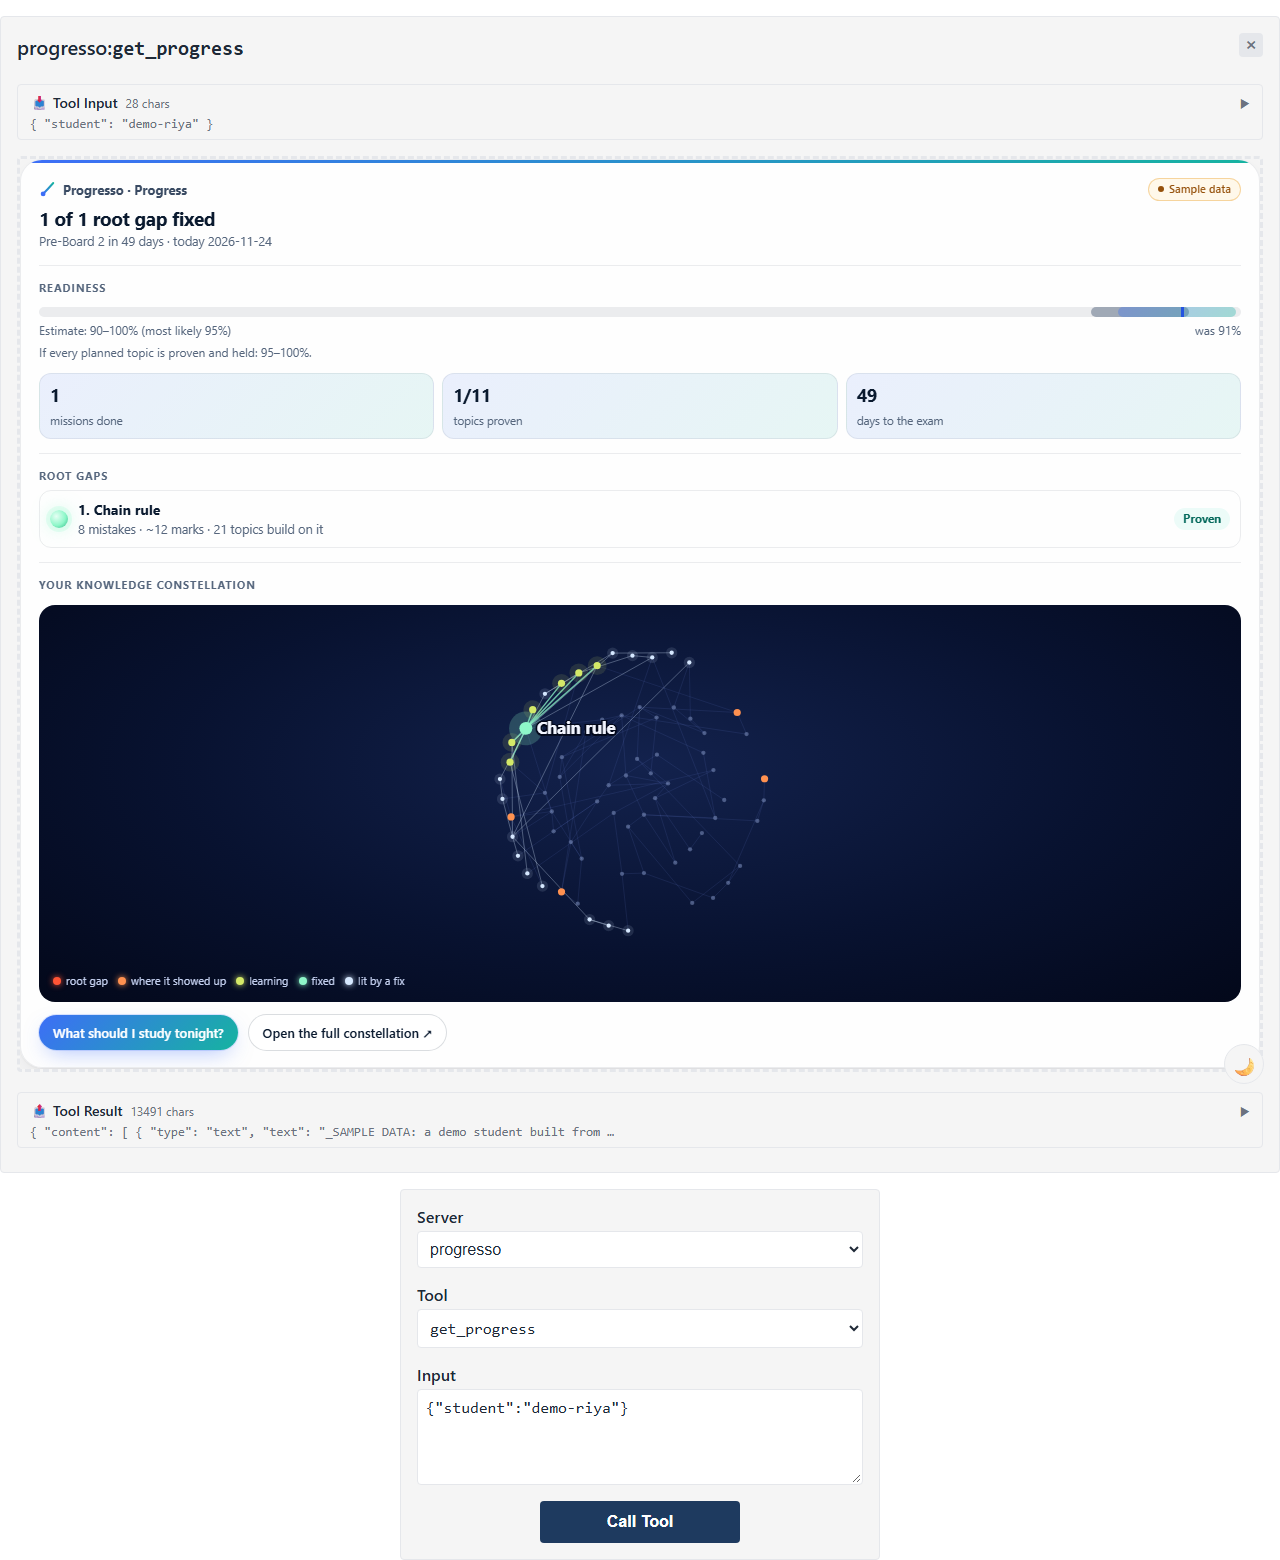 progresso:get_progress
✕
📥 Tool Input 28 chars
▶
{ "student": "demo-riya" }
Progresso · Progress
Sample data
1 of 1 root gap fixed
Pre-Board 2 in 49 days · today 2026-11-24
READINESS
Estimate: 90–100% (most likely 95%)
was 91%
If every planned topic is proven and held: 95–100%.
1
missions done
1/11
topics proven
49
days to the exam
ROOT GAPS
1. Chain rule
8 mistakes · ~12 marks · 21 topics build on it
Proven
YOUR KNOWLEDGE CONSTELLATION
Chain rule
root gap
where it showed up
learning
fixed
lit by a fix
What should I study tonight?
Open the full constellation ↗
📤 Tool Result 13491 chars
▶
{ "content": [ { "type": "text", "text": "_SAMPLE DATA: a demo student built from …
Server
progresso
Tool
get_progress
Input
{"student":"demo-riya"}
Call Tool